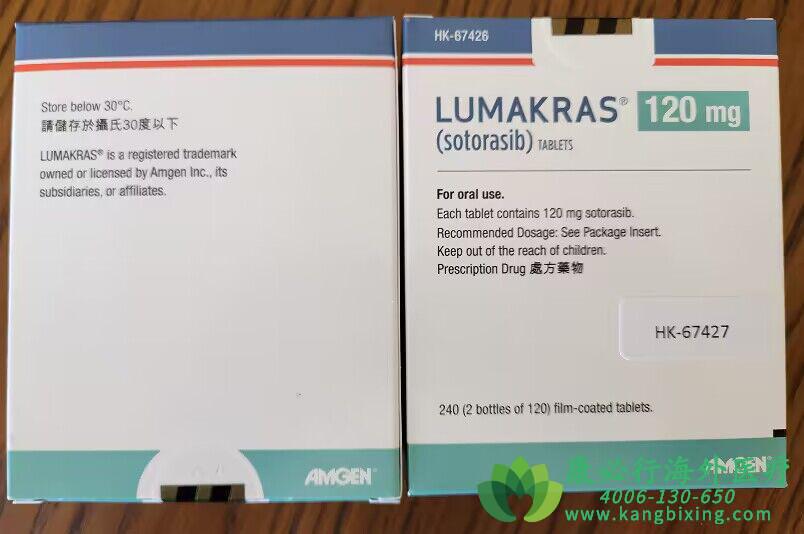 Store below 30°C.
請儲存於攝氏30度以下
LUMAKRAS® is a registered trademark
owned or licensed by Amgen Inc., its
subsidiaries, or affiliates.
AMGEN®
HK-67426
LUMAKRAS® 120 mg
(sotorasib) TABLETS
For oral use.
Each tablet contains 120 mg sotorasib.
Recommended Dosage: See Package Insert.
Keep out of the reach of children.
Prescription Drug 處方藥物
HK-67427
240 (2 bottles of 120) film-coated tablets.
AMGEN®
康必行海外医疗
4006-130-650
www.kangbixing.com